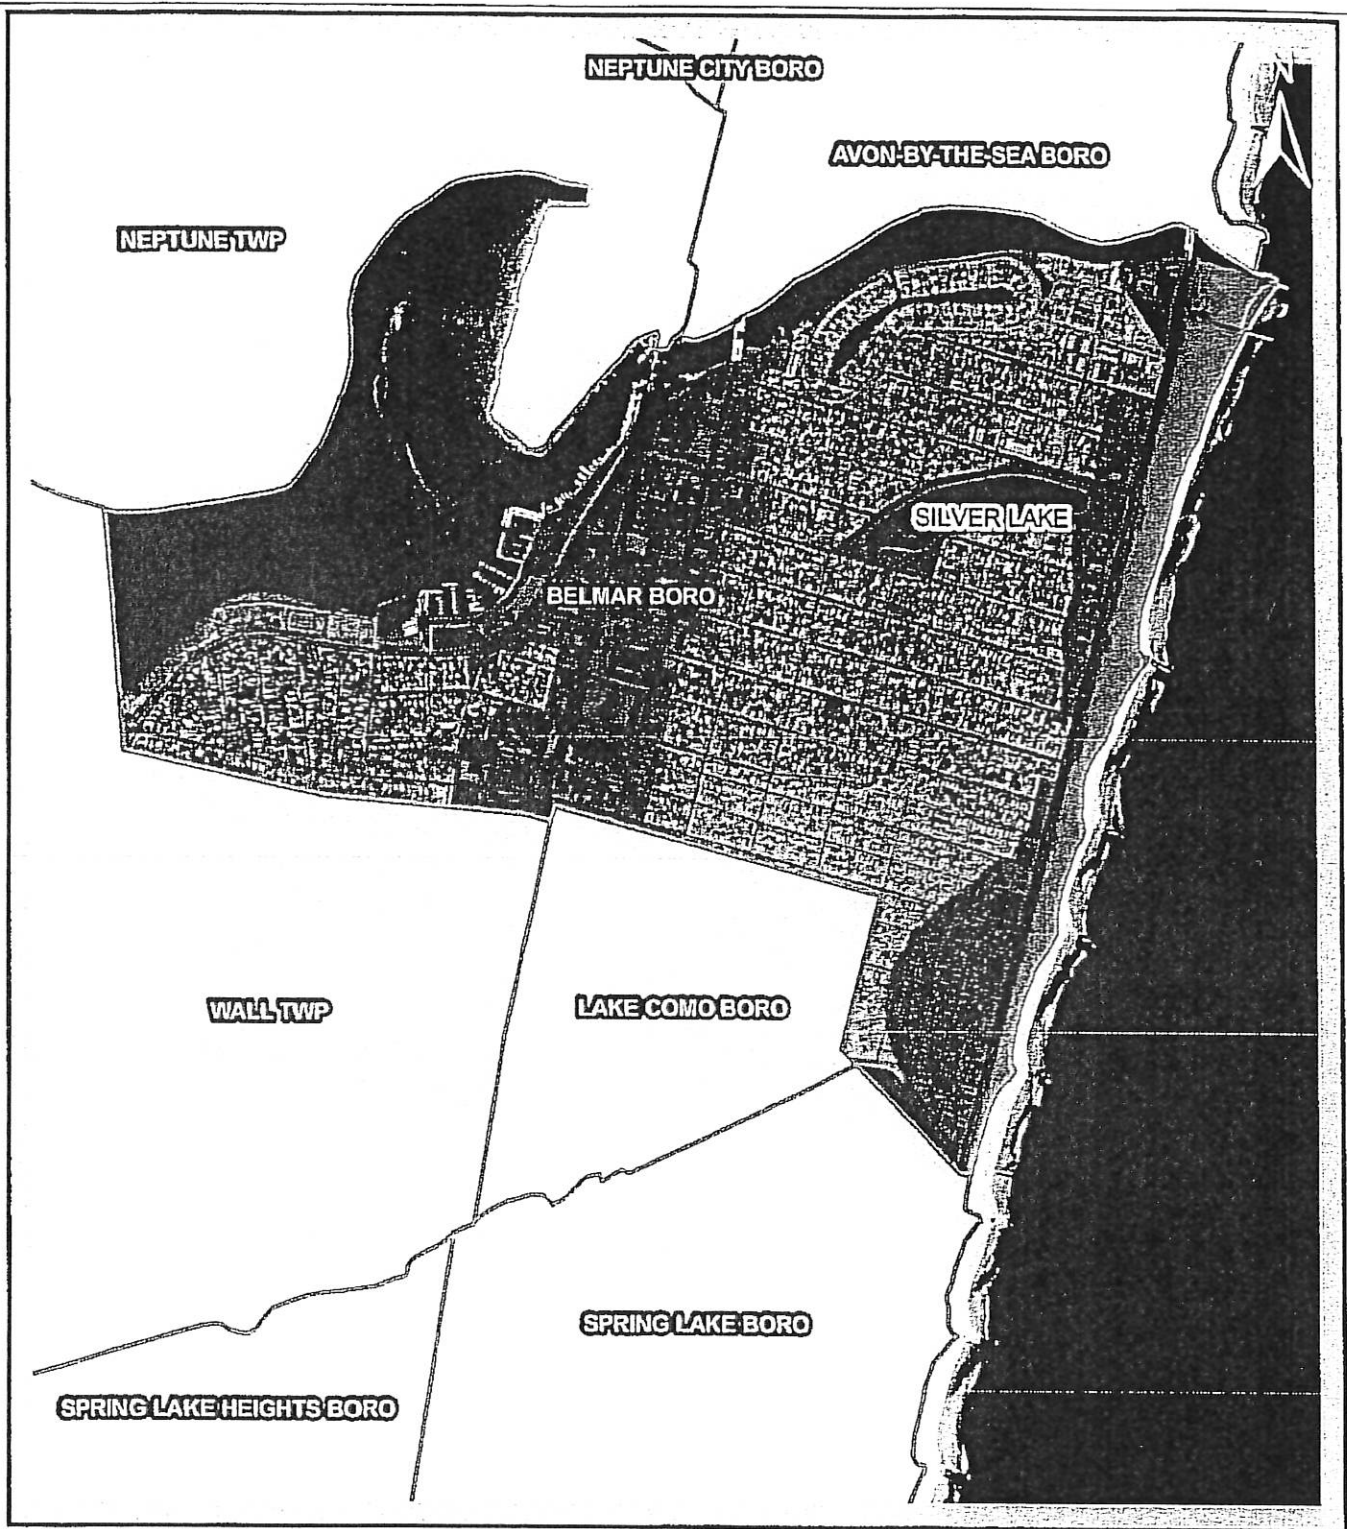 NEPTUNE CITY BORO
AVON-BY-THE-SEA BORO
NEPTUNE TWP
SILVER LAKE
BELMAR BORO
WALL TWP
LAKE COMO BORO
SPRING LAKE BORO
SPRING LAKE HEIGHTS BORO